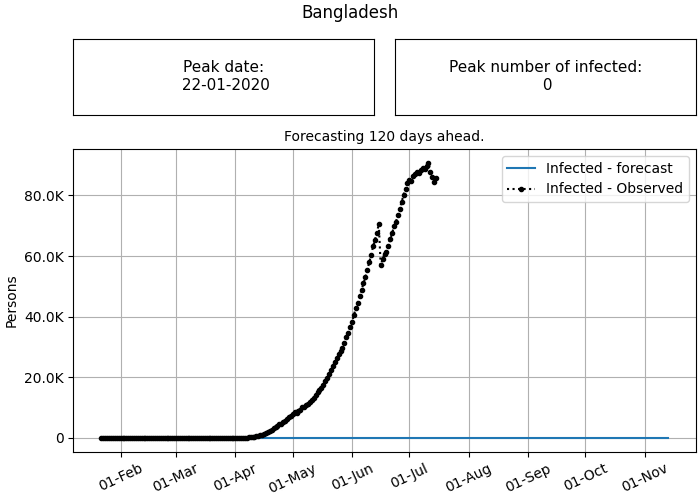 Bangladesh
Peak date:
22-01-2020
Peak number of infected:
0
Forecasting 120 days ahead.
Infected - forecast
Infected - Observed
Persons
80.0K
60.0K
40.0K
20.0K
0
01-Feb
01-Mar
01-Apr
01-May
01-Jun
01-Jul
01-Aug
01-Sep
01-Oct
01-Nov